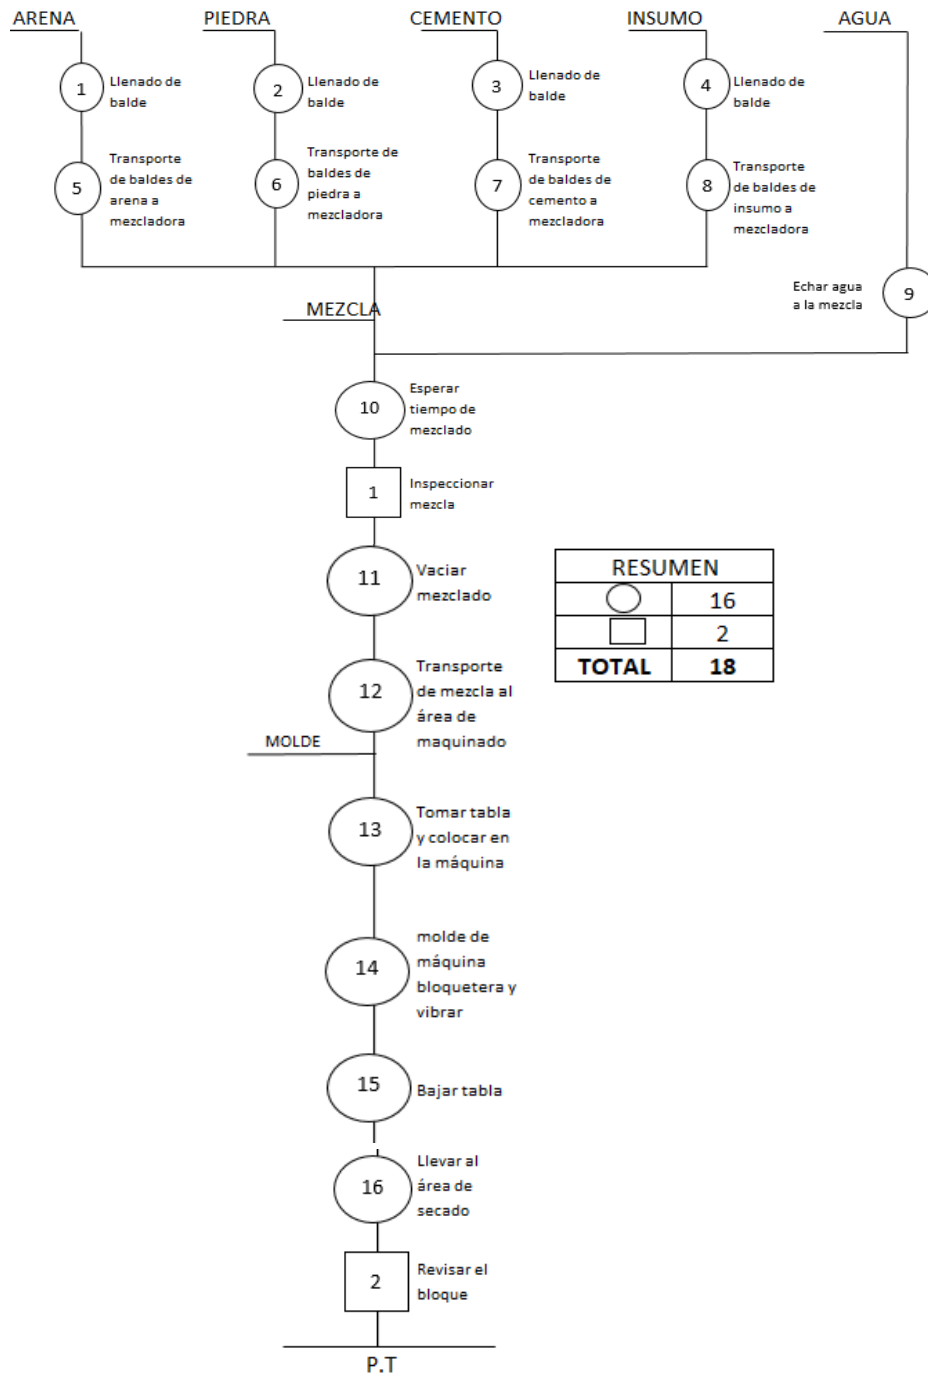 ARENA
PIEDRA
CEMENTO
INSUMO
AGUA
1
Llenado de
balde
2
Llenado de
balde
3
Llenado de
balde
4
Llenado de
balde
5
Transporte
de baldes de
arena a
mezcladora
6
Transporte de
baldes de
piedra a
mezcladora
7
Transporte
de baldes de
cemento a
mezcladora
8
Transporte
de baldes de
insumo a
mezcladora
Echar agua
a la mezcla
9
MEZCLA
10
Esperar
tiempo de
mezclado
1
Inspeccionar
mezcla
11
Vaciar
mezclado
RESUMEN
16
2
TOTAL
18
12
Transporte
de mezcla al
área de
maquinado
MOLDE
13
Tomar tabla
y colocar en
la máquina
14
molde de
máquina
bloquetera y
vibrar
15
Bajar tabla
16
Llevar al
área de
secado
2
Revisar el
bloque
P.T